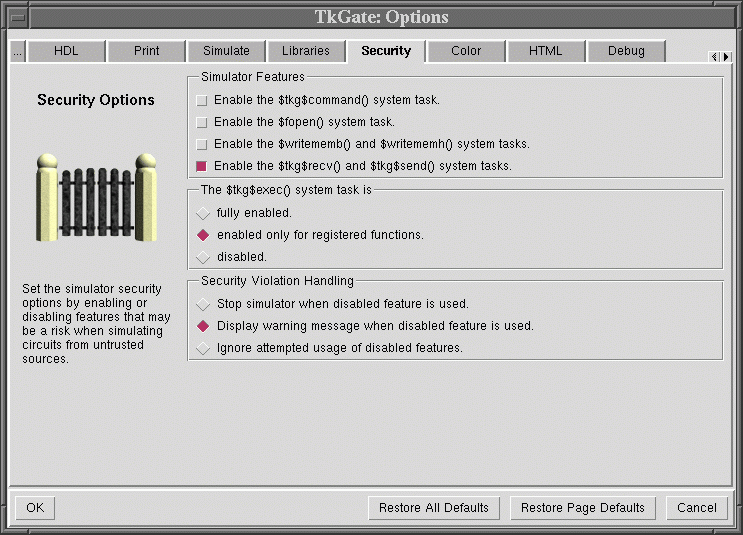 TkGate: Options
... HDL Print Simulate Libraries Security Color HTML Debug
Security Options
Set the simulator security
options by enabling or
disabling features that may
be a risk when simulating
circuits from untrusted
sources.
Simulator Features
Enable the $tkg$command() system task.
Enable the $fopen() system task.
Enable the $writememb() and $writememh() system tasks.
Enable the $tkg$recv() and $tkg$send() system tasks.
The $tkg$exec() system task is
fully enabled.
enabled only for registered functions.
disabled.
Security Violation Handling
Stop simulator when disabled feature is used.
Display warning message when disabled feature is used.
Ignore attempted usage of disabled features.
OK Restore All Defaults Restore Page Defaults Cancel